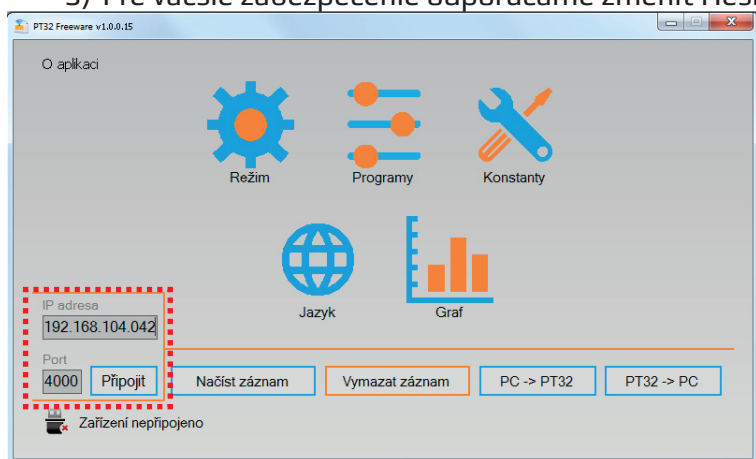 PT32 Freeware v1.0.0.15
O aplikaci
Režim
Programy
Konstanty
Jazyk
Graf
IP adresa
192.168.104.042
Port
4000
Připojit
Načíst záznam
Vymazat záznam
PC -> PT32
PT32 -> PC
Zařízení nepřipojeno